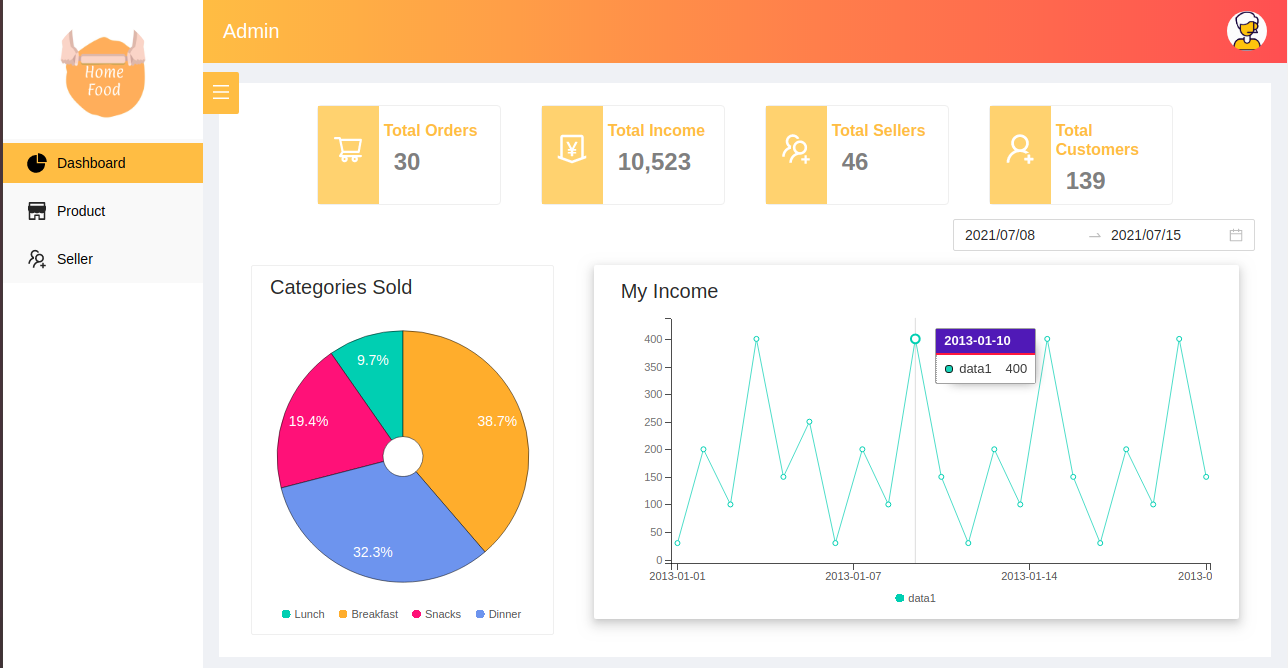 Home
Food
Admin
Dashboard
Product
Seller
Total Orders
30
Total Income
10,523
Total Sellers
46
Total
Customers
139
2021/07/08
2021/07/15
Categories Sold
9.7%
38.7%
19.4%
32.3%
Lunch Breakfast Snacks Dinner
My Income
400
350
300
250
200
150
100
50
0
2013-01-10
data1 400
2013-01-01 2013-01-07 2013-01-14 2013-0
data1